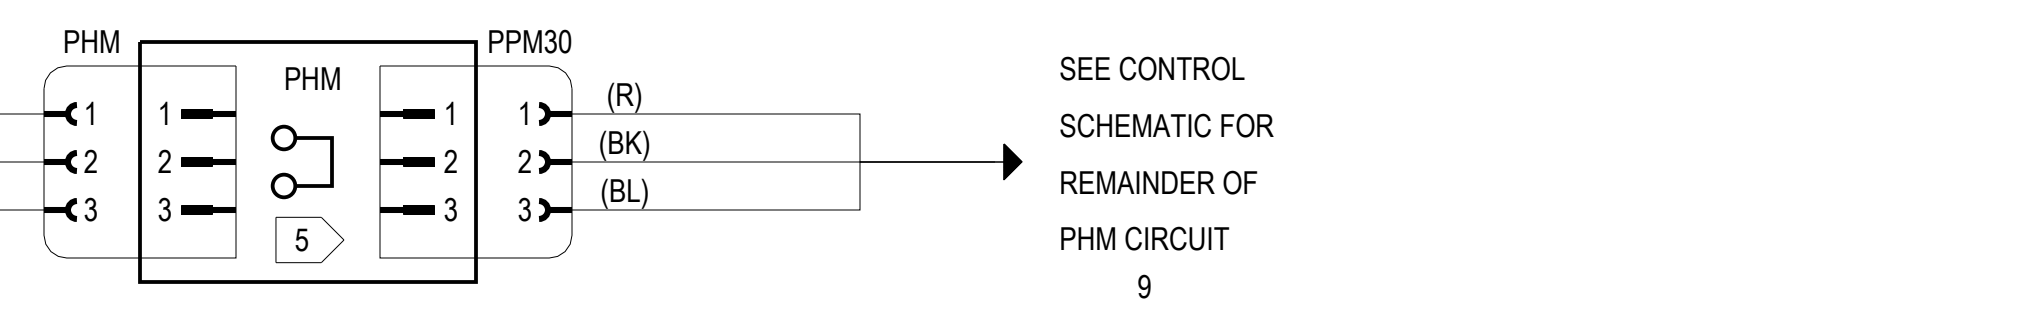 PHM PPM30
PHM
1 1 1 1 (R)
2 2 2 2 (BK)
3 3 3 3 (BL)
5
SEE CONTROL
SCHEMATIC FOR
REMAINDER OF
PHM CIRCUIT
9